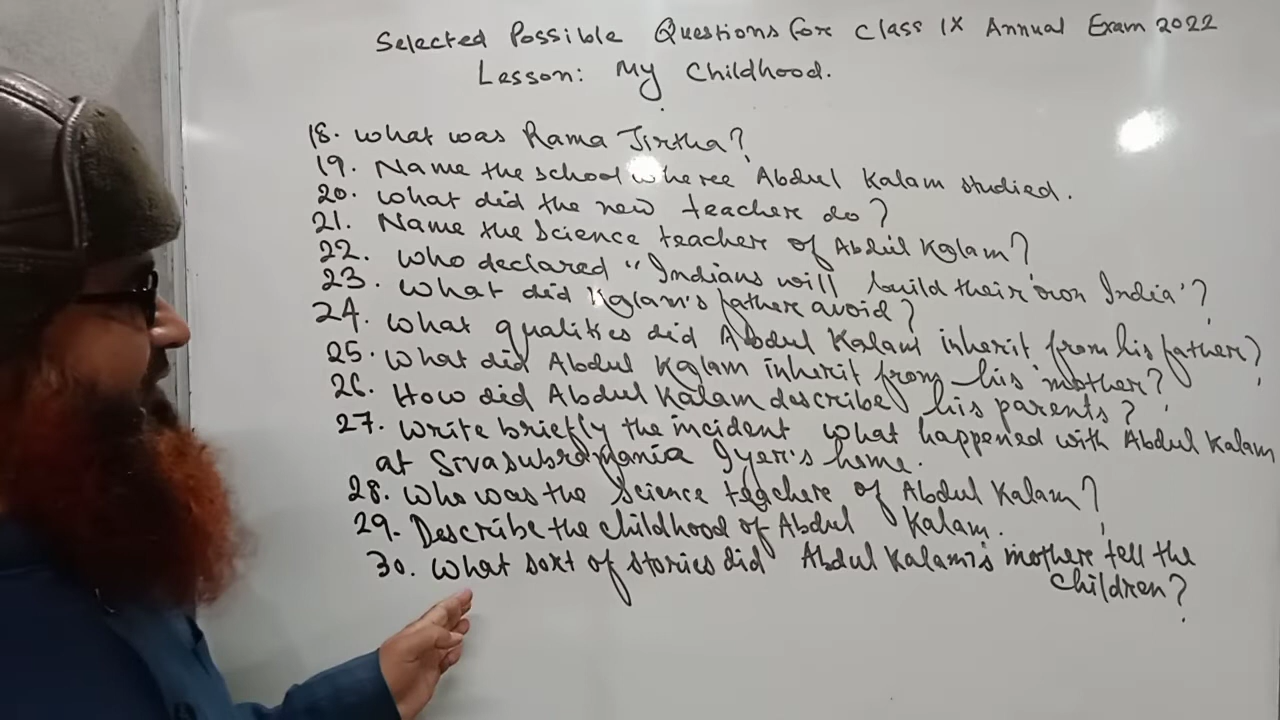 Selected Possible Questions for class IX Annual Exam 2022
Lesson: My Childhood.
18. What was Rama Tirtha?
19. Name the school where Abdul Kalam studied.
20. What did the new teacher do?
21. Name the Science teacher of Abdul Kalam?
22. Who declared "Indians will build their own India"?
23. What did Kalam's father avoid?
24. What qualities did Abdul Kalam inherit from his father?
25. What did Abdul Kalam inherit from his mother?
26. How did Abdul Kalam describe his parents?
27. Write briefly the incident what happened with Abdul Kalam
at Sivasubramania Iyer's home.
28. Who was the Science teacher of Abdul Kalam?
29. Describe the childhood of Abdul Kalam.
30. What sort of stories did Abdul Kalam's mother tell the
children?